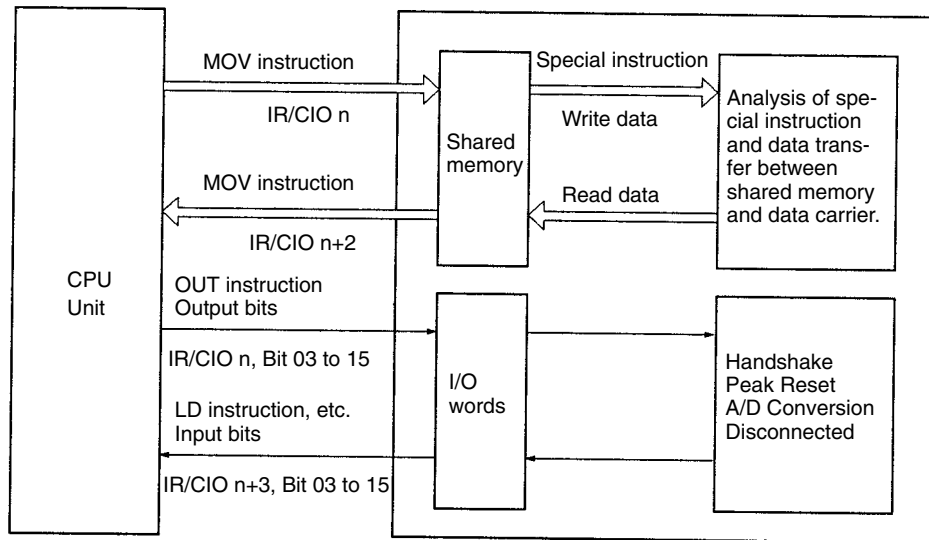 CPU
Unit
MOV instruction
IR/CIO n
MOV instruction
IR/CIO n+2
OUT instruction
Output bits
IR/CIO n, Bit 03 to 15
LD instruction, etc.
Input bits
IR/CIO n+3, Bit 03 to 15
Shared
memory
Special instruction
Write data
Read data
Analysis of spe-
cial instruction
and data trans-
fer between
shared memory
and data carrier.
I/O
words
Handshake
Peak Reset
A/D Conversion
Disconnected